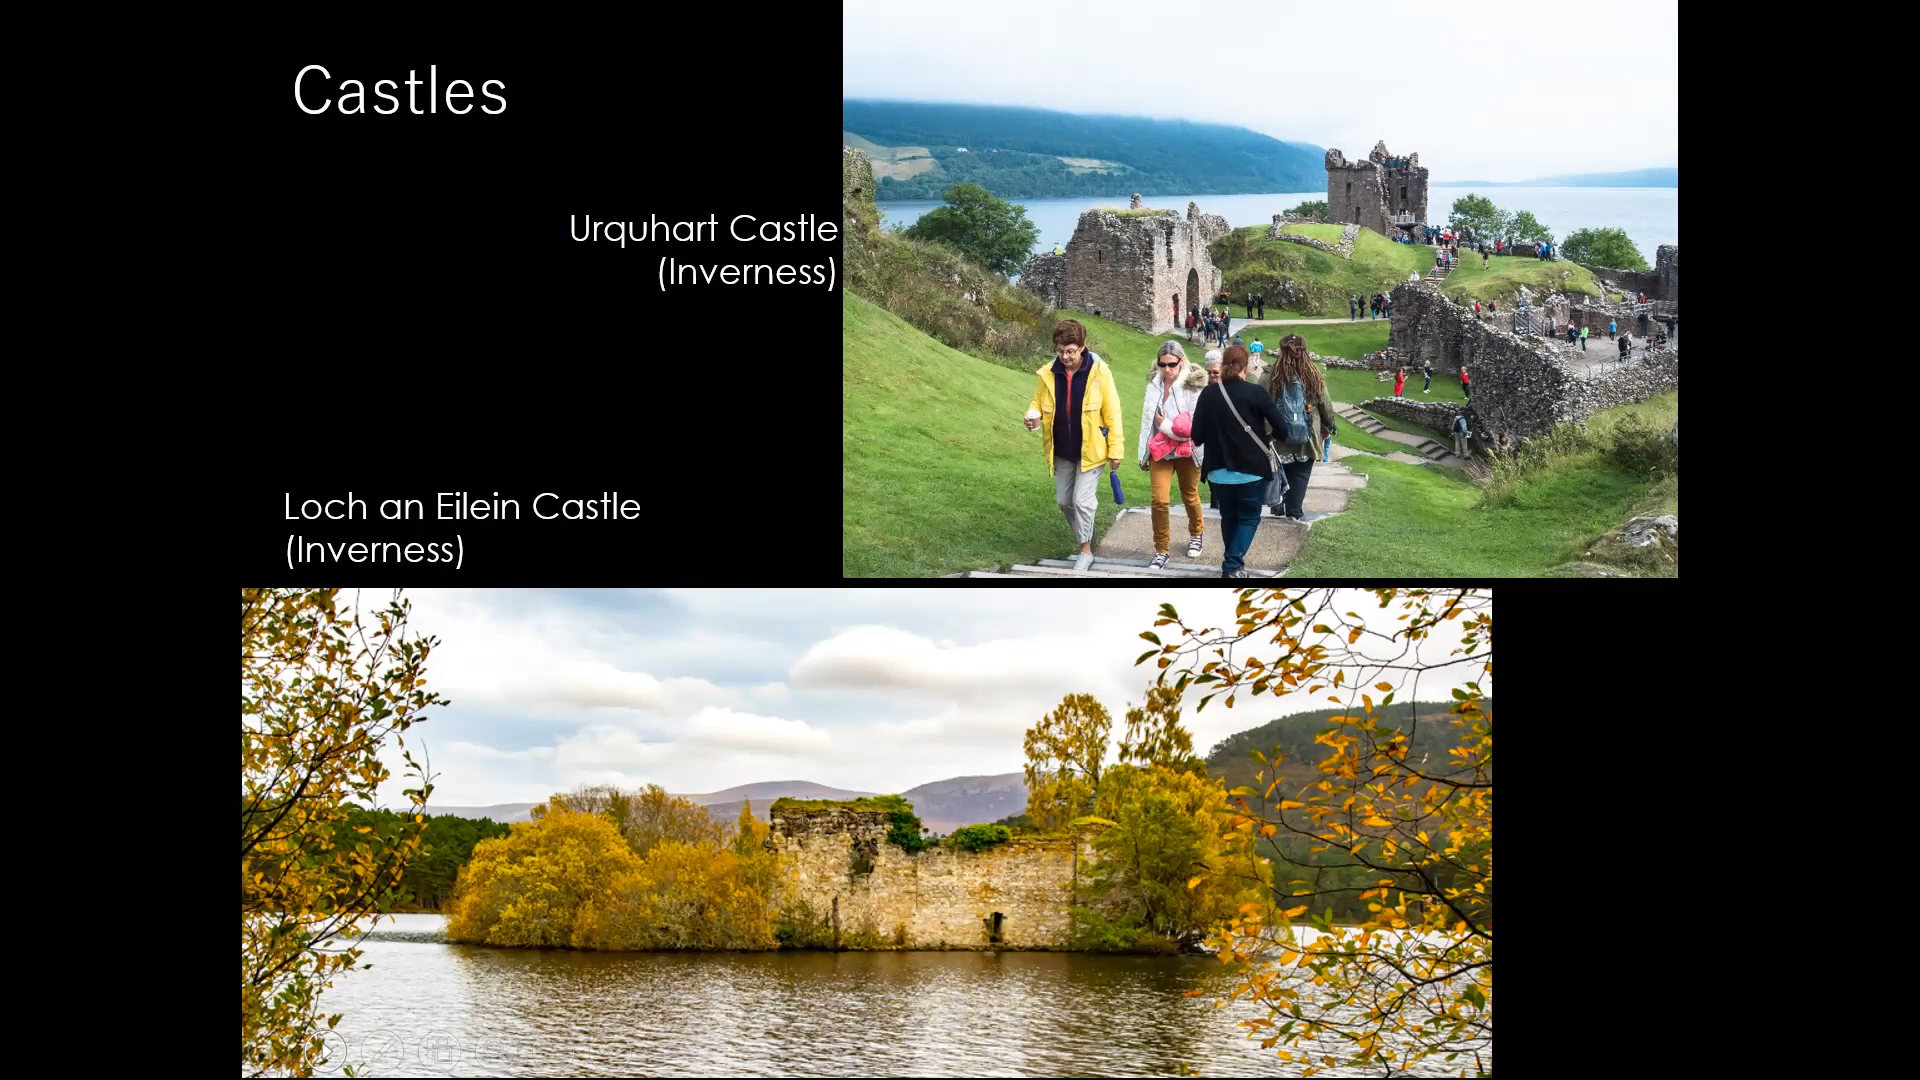 Castles
Urquhart Castle
(Inverness)
Loch an Eilein Castle
(Inverness)